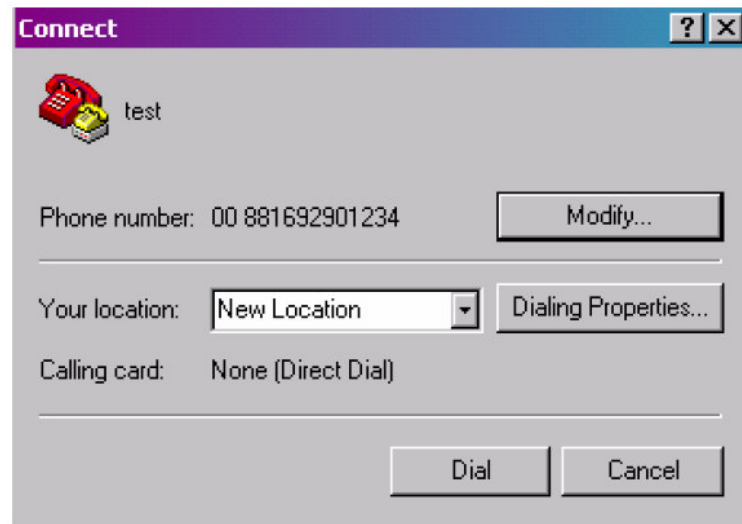 Connect
test
Phone number: 00 881692901234 Modify...
Your location: New Location Dialing Properties...
Calling card: None (Direct Dial)
Dial Cancel